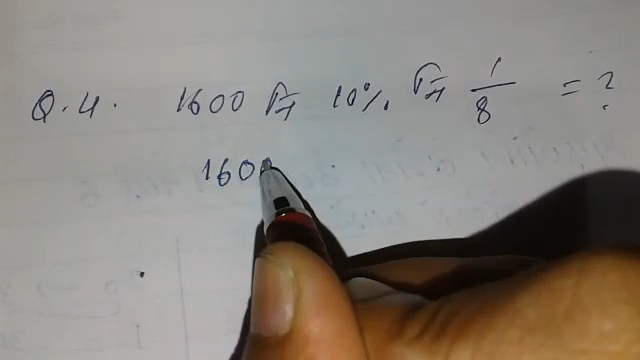 Q.4. 1600 का 10% का 1/8 = ?
1600